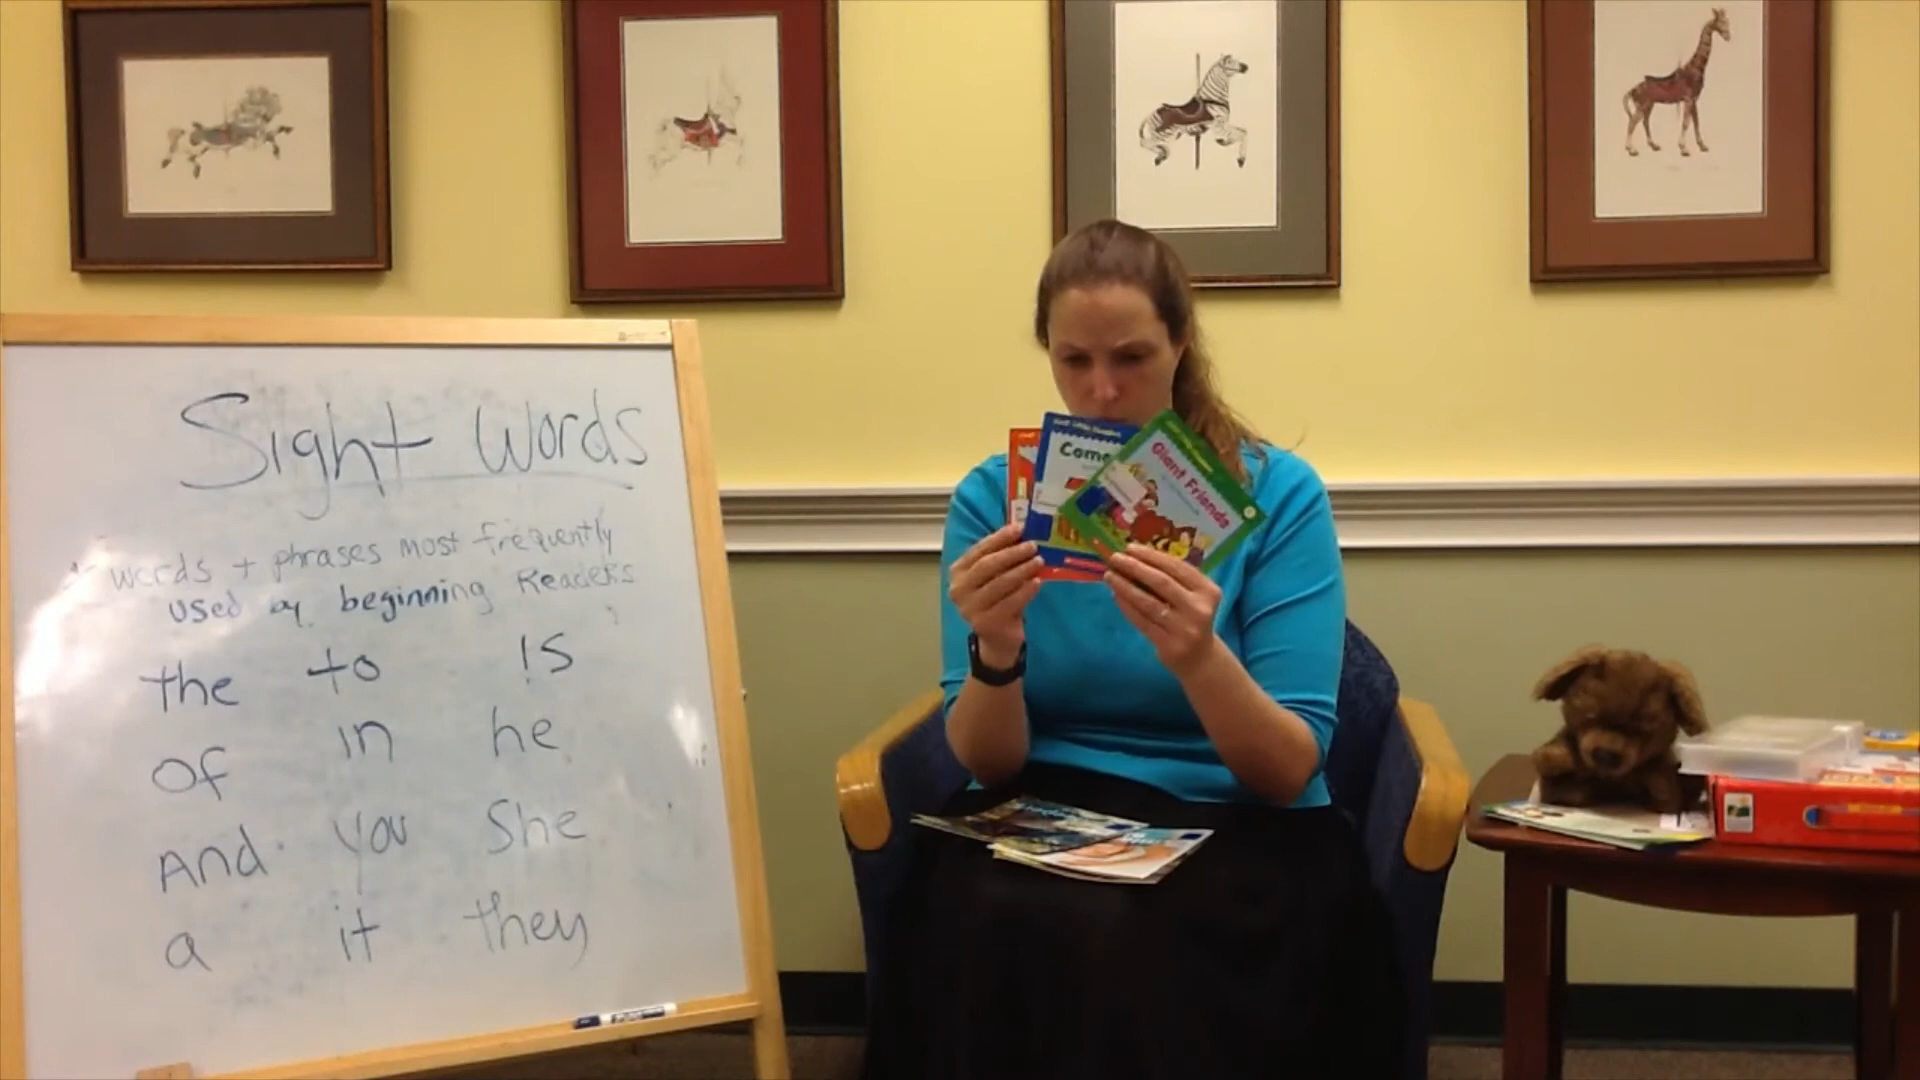 Sight Words
words + phrases most frequently
used by beginning Readers
the to is
of in he
And you She
a it they
Come
Giant Friends